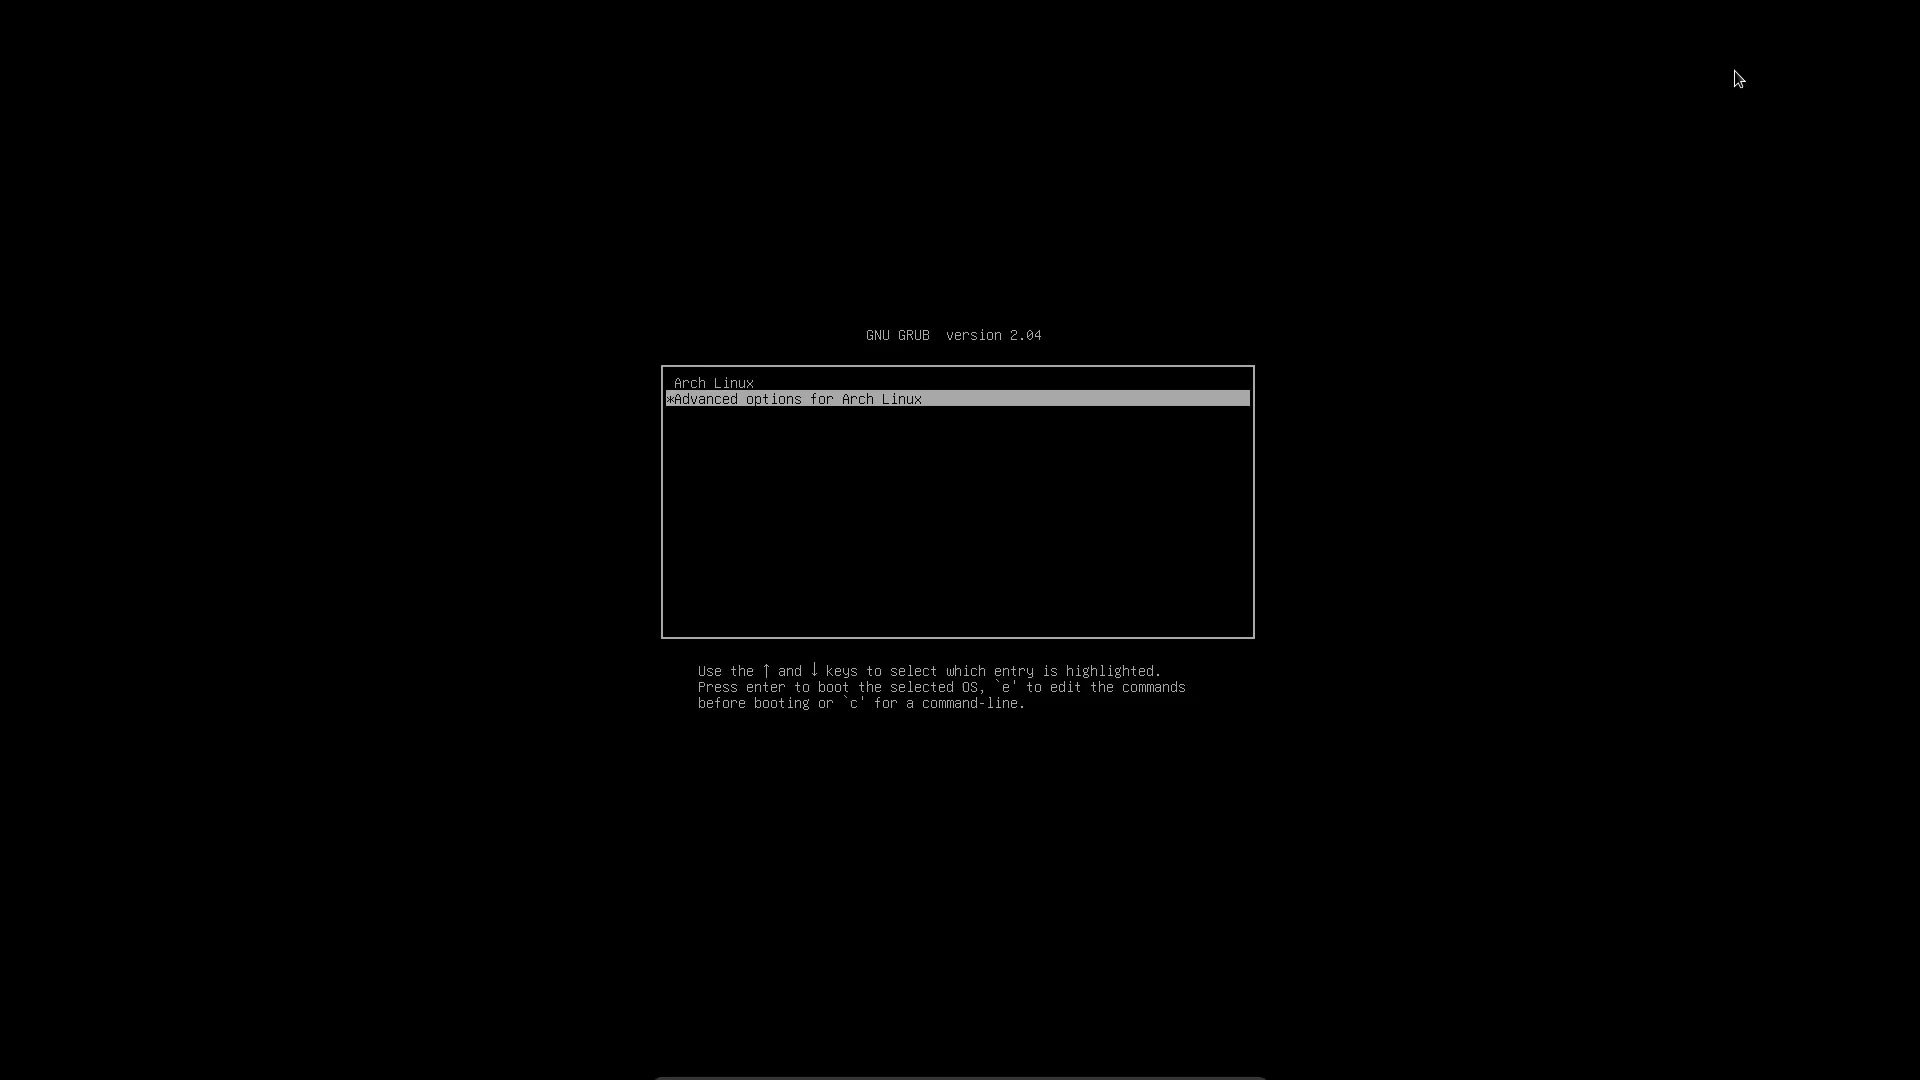 GNU GRUB  version 2.04
Arch Linux
*Advanced options for Arch Linux
Use the ↑ and ↓ keys to select which entry is highlighted.
Press enter to boot the selected OS, `e' to edit the commands
before booting or `c' for a command-line.